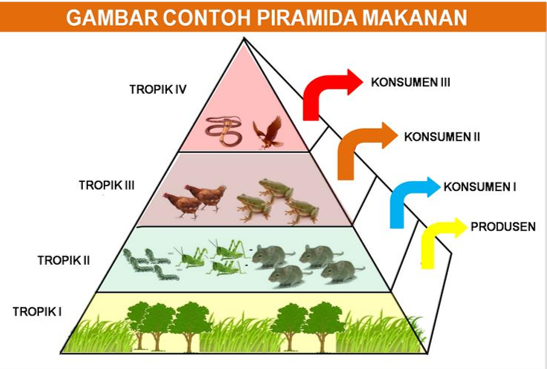 GAMBAR CONTOH PIRAMIDA MAKANAN
TROPIK IV
KONSUMEN III
KONSUMEN II
TROPIK III
KONSUMEN I
PRODUSEN
TROPIK II
TROPIK I